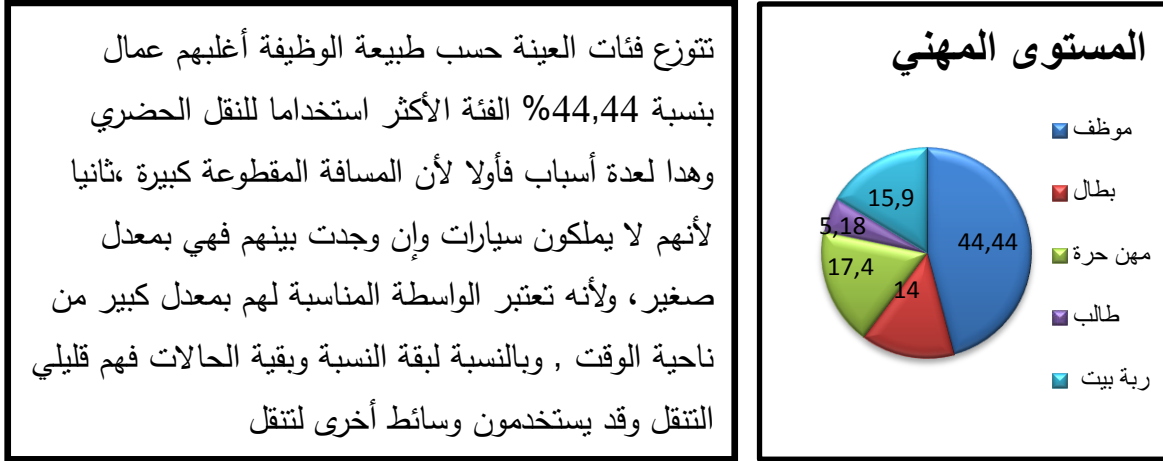 المستوى المهني
موظف
بطال
مهن حرة
طالب
ربة بيت
44,44
14
17,4
5,18
15,9
تتوزع فئات العينة حسب طبيعة الوظيفة أغلبهم عمال
بنسبة 44,44% الفئة الأكثر استخداما للنقل الحضري
وهدا لعدة أسباب فأولا لأن المسافة المقطوعة كبيرة ،ثانيا
لأنهم لا يملكون سيارات وإن وجدت بينهم فهي بمعدل
صغير، ولأنه تعتبر الواسطة المناسبة لهم بمعدل كبير من
ناحية الوقت , وبالنسبة لبقة النسبة وبقية الحالات فهم قليلي
التنقل وقد يستخدمون وسائط أخرى لتنقل